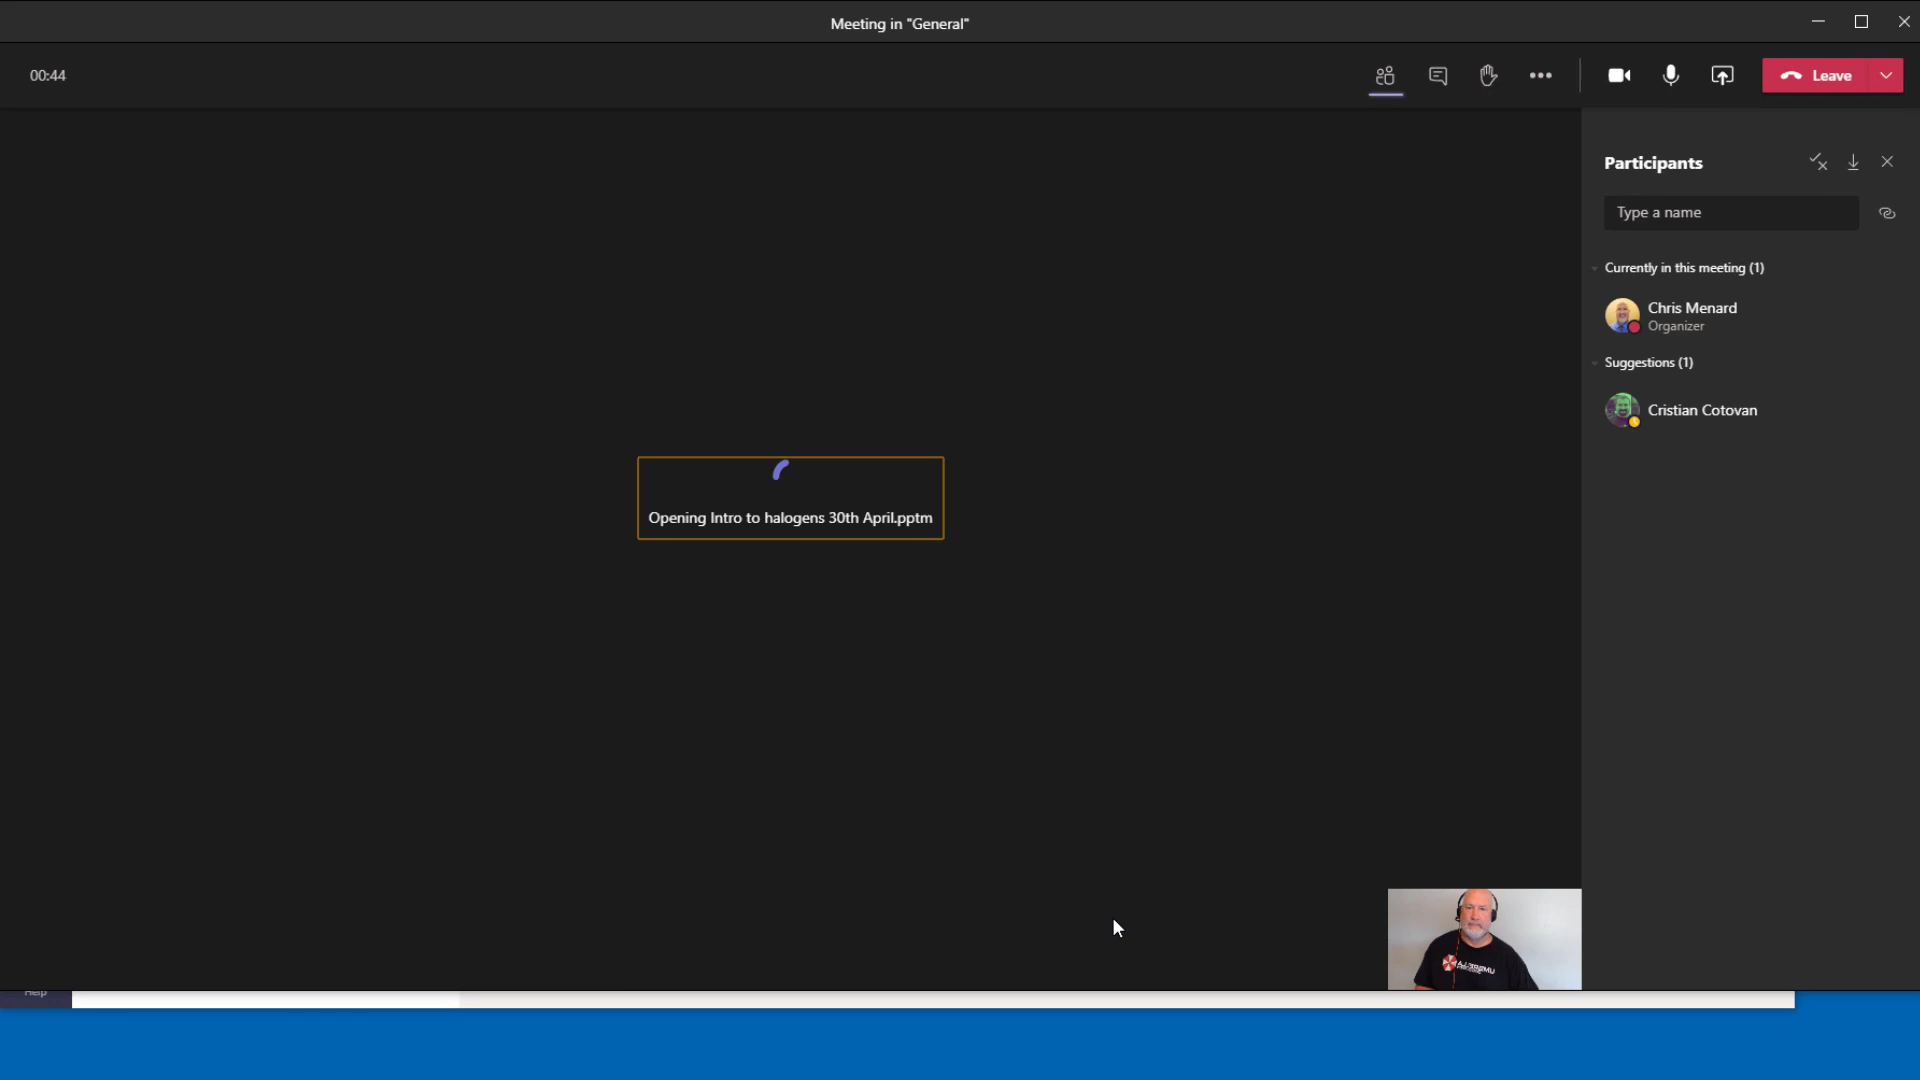 Meeting in "General"
00:44
Leave
Participants
Type a name
Currently in this meeting (1)
Chris Menard
Organizer
Suggestions (1)
Cristian Cotovan
Opening Intro to halogens 30th April.pptm
Help